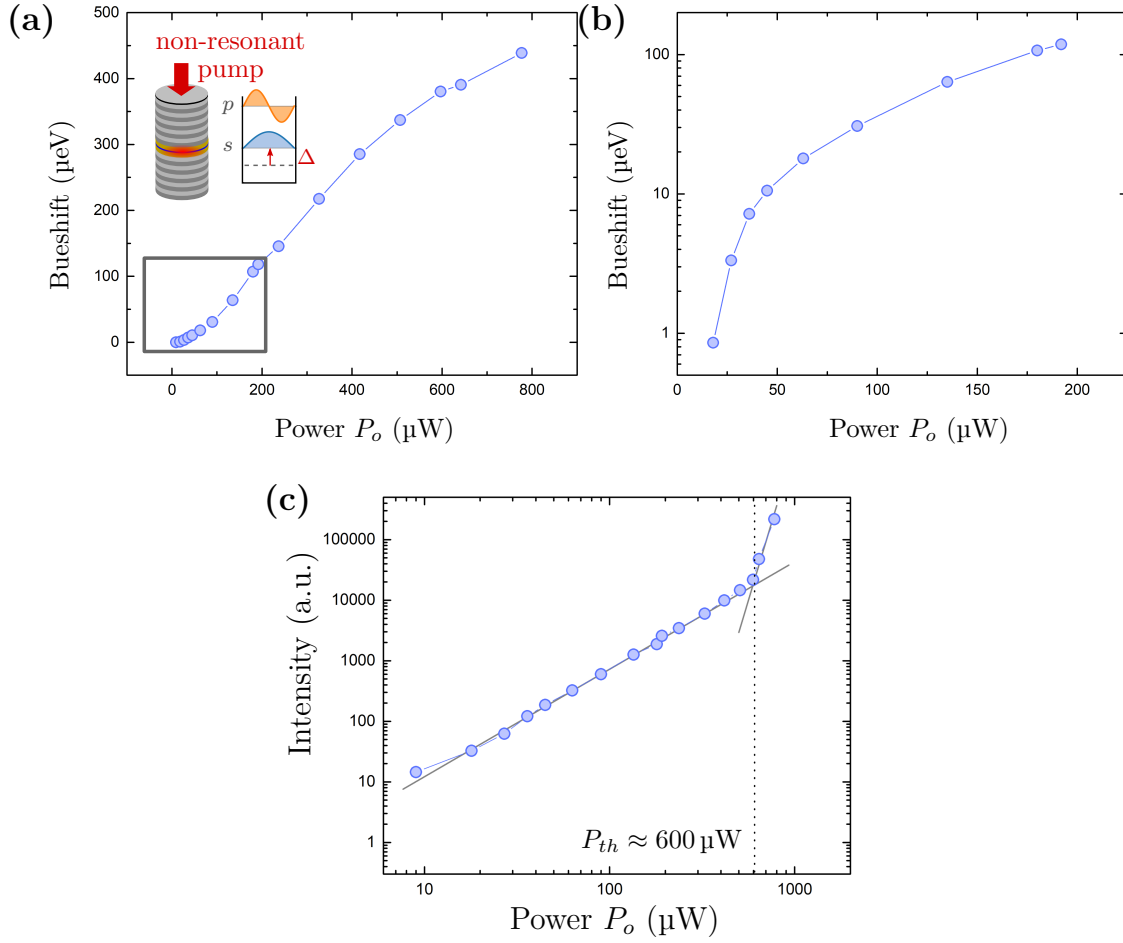 (a)
non-resonant
pump
p
s
Δ
500
400
300
200
100
0
0 200 400 600 800
Bueshift (µeV)
Power Pₒ (µW)
(b)
100
10
1
0 50 100 150 200
Bueshift (µeV)
Power Pₒ (µW)
(c)
100000
10000
1000
100
10
1
10 100 1000
Intensity (a.u.)
P_th ≈ 600 µW
Power Pₒ (µW)